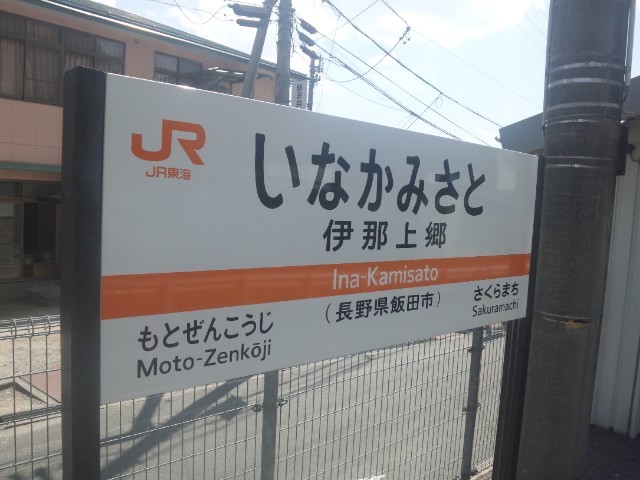 JR
JR東海
いなかみさと
伊那上郷
Ina-Kamisato
(長野県飯田市)
もとぜんこうじ
Moto-Zenkōji
さくらまち
Sakuramachi